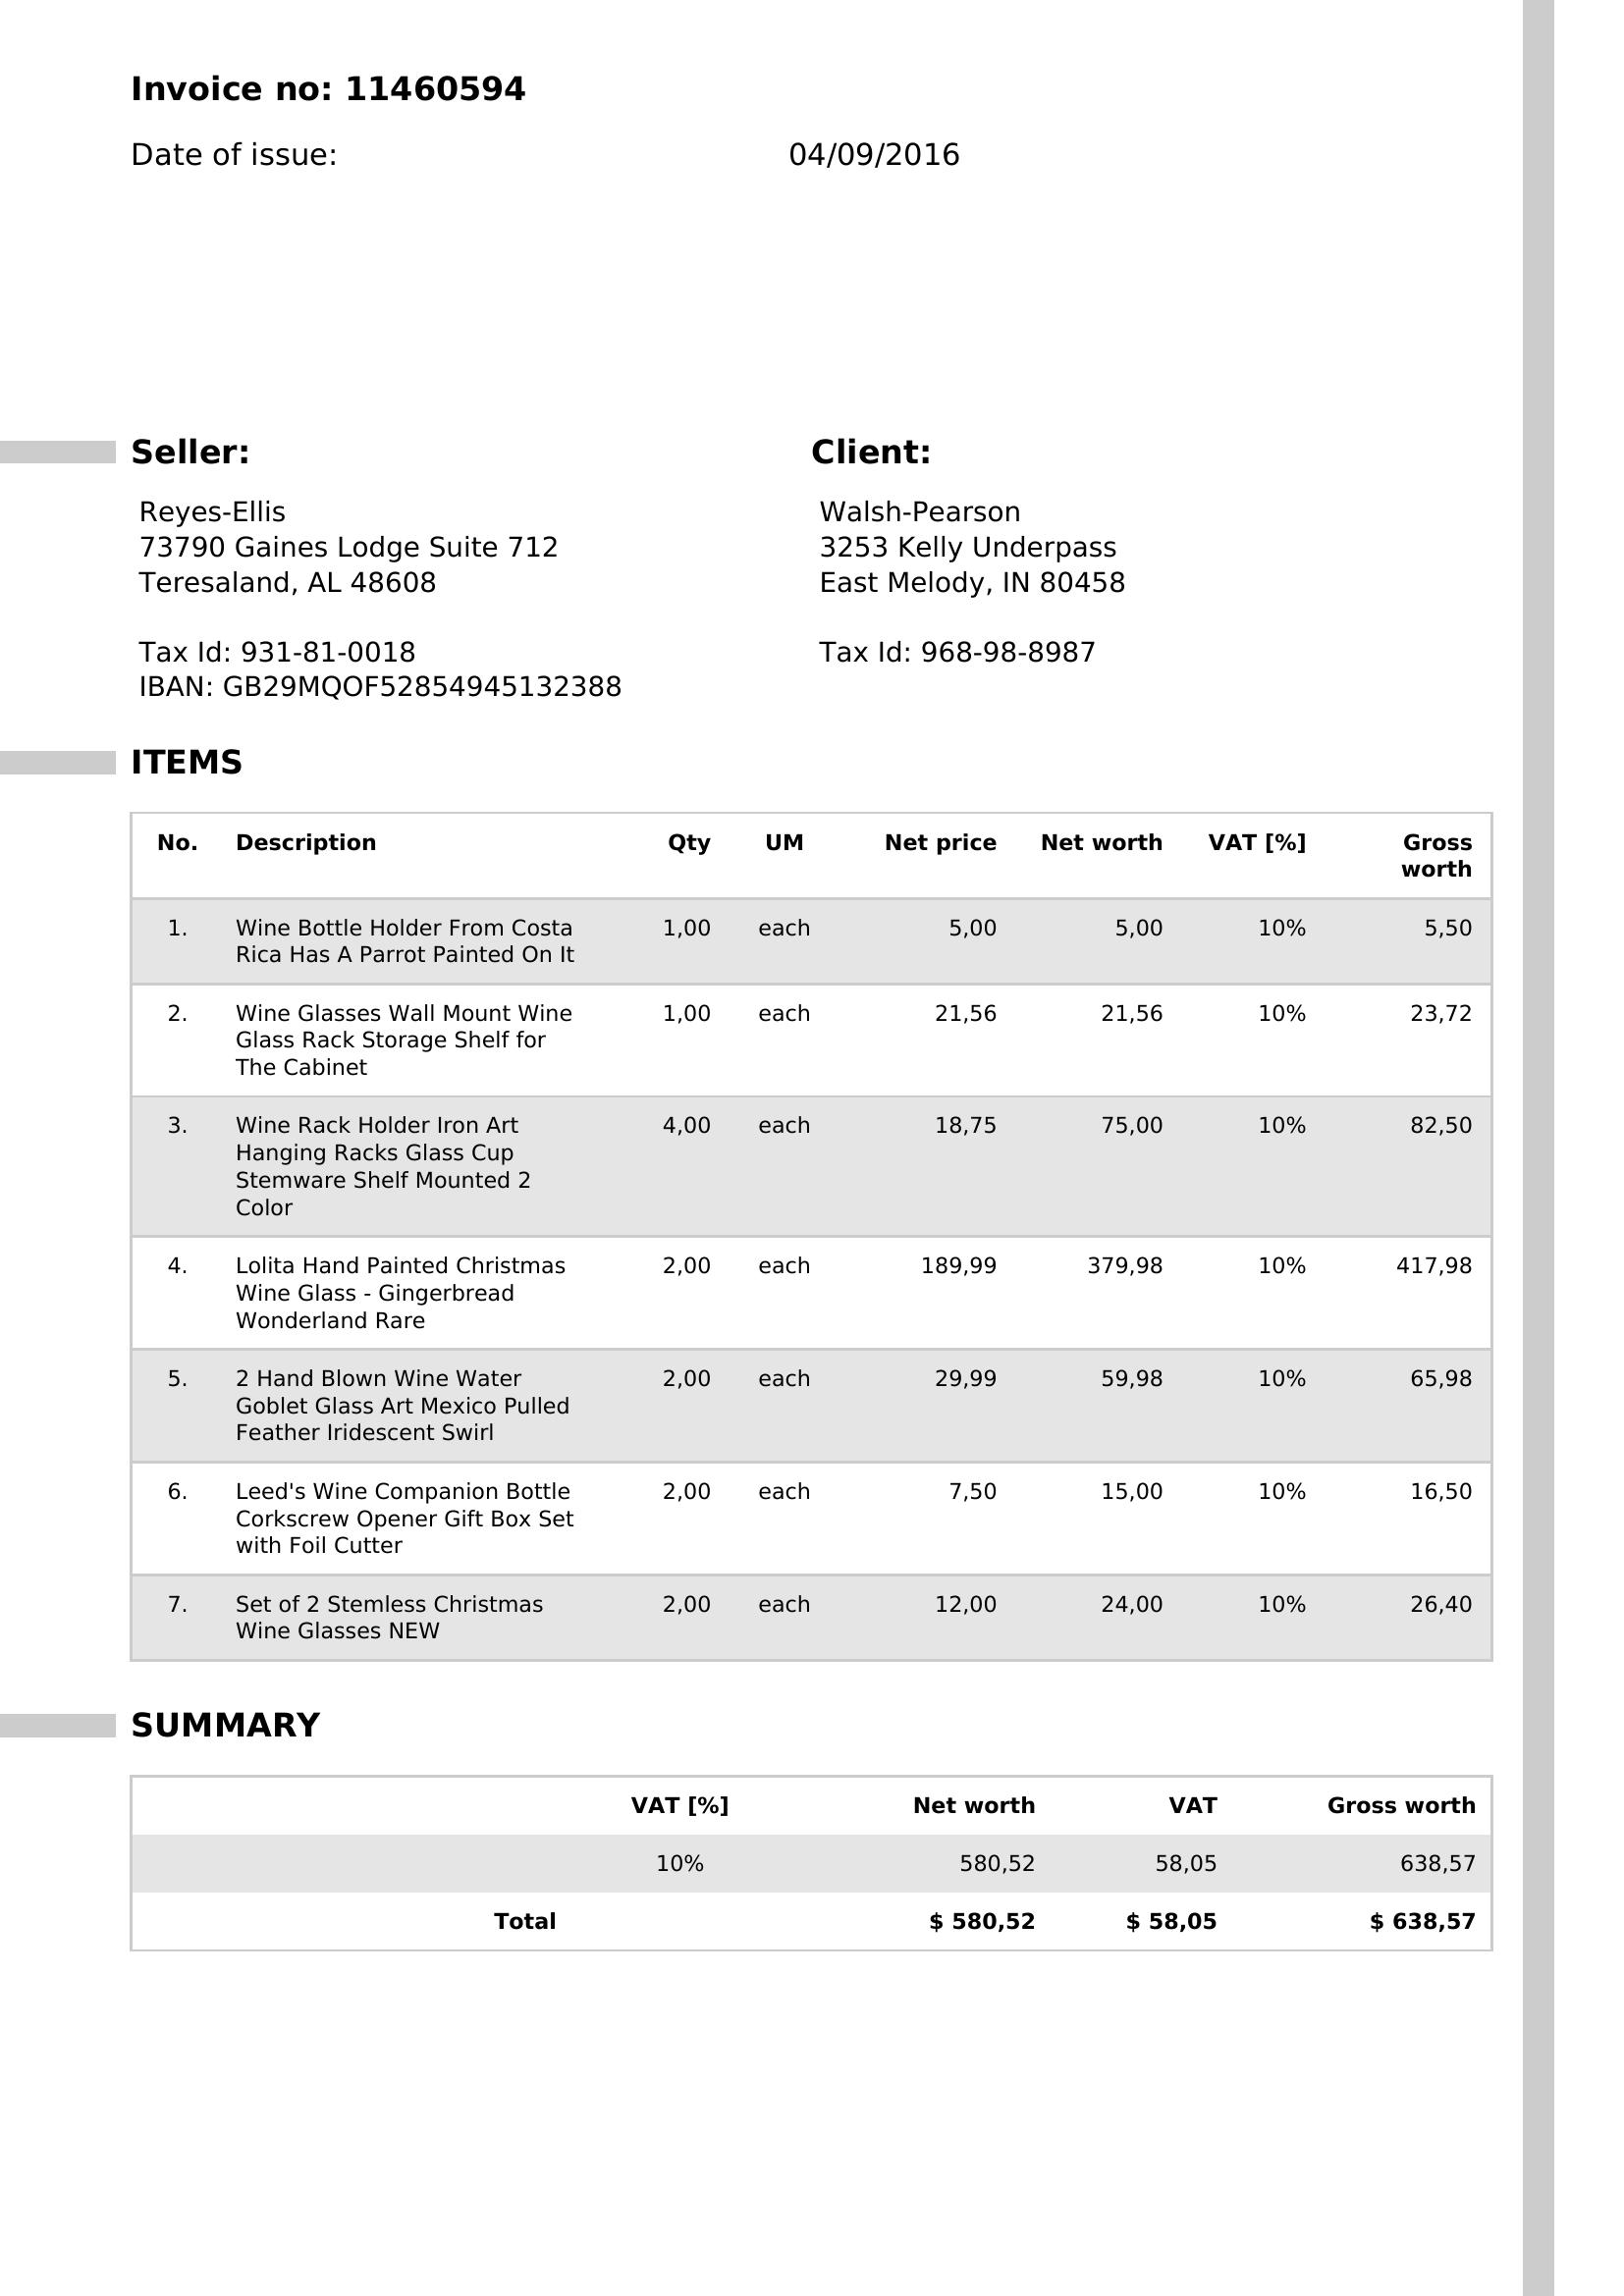 Invoice no: 11460594
Date of issue: 04/09/2016
Seller:
Reyes-Ellis
73790 Gaines Lodge Suite 712
Teresaland, AL 48608
Tax Id: 931-81-0018
IBAN: GB29MQOF52854945132388
Client:
Walsh-Pearson
3253 Kelly Underpass
East Melody, IN 80458
Tax Id: 968-98-8987
ITEMS
No. Description Qty UM Net price Net worth VAT [%] Gross
worth
1. Wine Bottle Holder From Costa 1,00 each 5,00 5,00 10% 5,50
Rica Has A Parrot Painted On It
2. Wine Glasses Wall Mount Wine 1,00 each 21,56 21,56 10% 23,72
Glass Rack Storage Shelf for
The Cabinet
3. Wine Rack Holder Iron Art 4,00 each 18,75 75,00 10% 82,50
Hanging Racks Glass Cup
Stemware Shelf Mounted 2
Color
4. Lolita Hand Painted Christmas 2,00 each 189,99 379,98 10% 417,98
Wine Glass - Gingerbread
Wonderland Rare
5. 2 Hand Blown Wine Water 2,00 each 29,99 59,98 10% 65,98
Goblet Glass Art Mexico Pulled
Feather Iridescent Swirl
6. Leed's Wine Companion Bottle 2,00 each 7,50 15,00 10% 16,50
Corkscrew Opener Gift Box Set
with Foil Cutter
7. Set of 2 Stemless Christmas 2,00 each 12,00 24,00 10% 26,40
Wine Glasses NEW
SUMMARY
VAT [%] Net worth VAT Gross worth
10% 580,52 58,05 638,57
Total $ 580,52 $ 58,05 $ 638,57